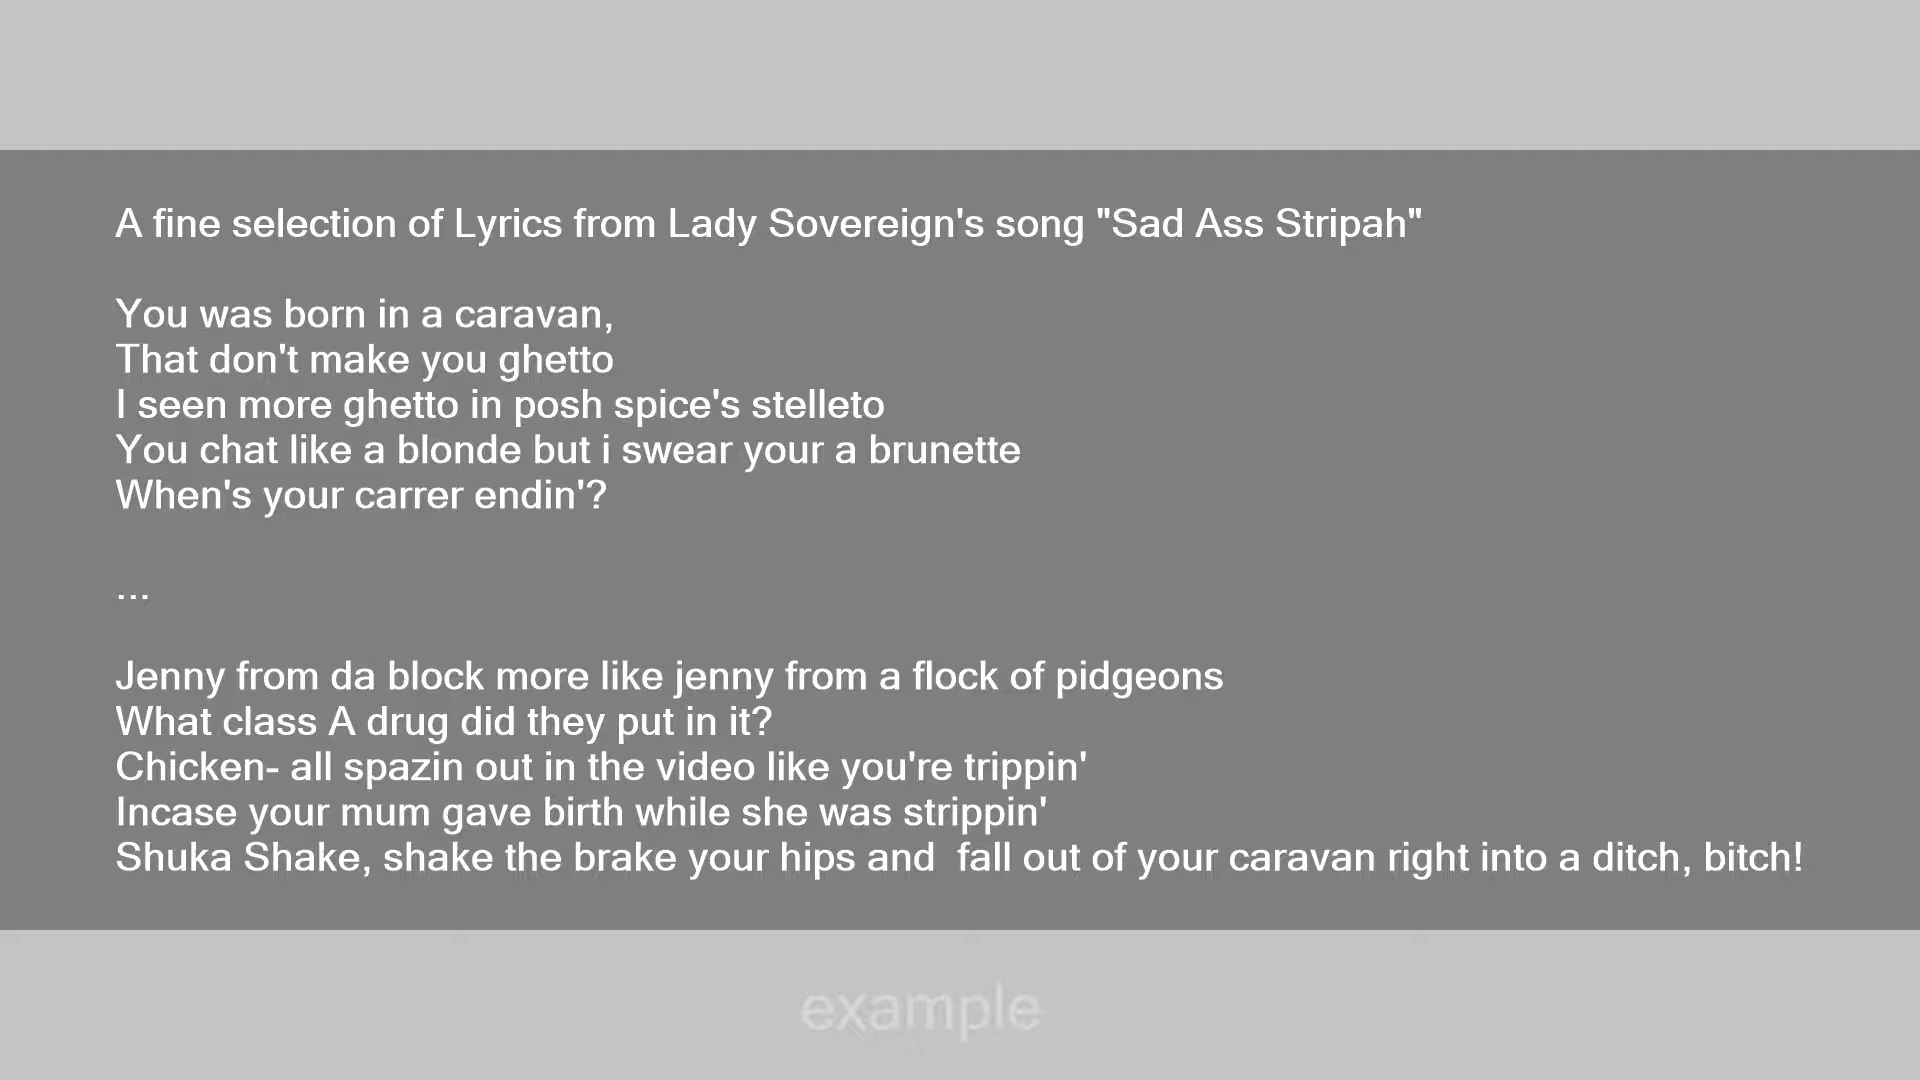 A fine selection of Lyrics from Lady Sovereign's song "Sad Ass Stripah"
You was born in a caravan,
That don't make you ghetto
I seen more ghetto in posh spice's stelleto
You chat like a blonde but i swear your a brunette
When's your carrer endin'?
...
Jenny from da block more like jenny from a flock of pidgeons
What class A drug did they put in it?
Chicken- all spazin out in the video like you're trippin'
Incase your mum gave birth while she was strippin'
Shuka Shake, shake the brake your hips and  fall out of your caravan right into a ditch, bitch!
example